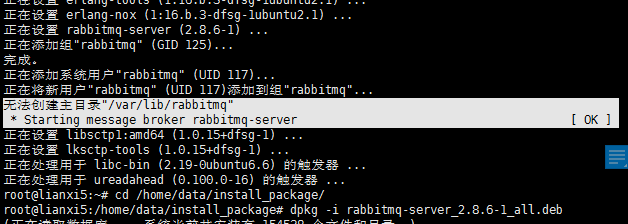 正在设置 erlang-tools (1:16.b.3-dfsg-1ubuntu2.1) ...
正在设置 erlang-nox (1:16.b.3-dfsg-1ubuntu2.1) ...
正在设置 rabbitmq-server (2.8.6-1) ...
正在添加组"rabbitmq" (GID 125)...
完成。
正在添加系统用户"rabbitmq" (UID 117)...
正在将新用户"rabbitmq" (UID 117)添加到组"rabbitmq"...
无法创建主目录"/var/lib/rabbitmq"
* Starting message broker rabbitmq-server [ OK ]
正在设置 libsctp1:amd64 (1.0.15+dfsg-1) ...
正在设置 lksctp-tools (1.0.15+dfsg-1) ...
正在处理用于 libc-bin (2.19-0ubuntu6.6) 的触发器 ...
正在处理用于 ureadahead (0.100.0-16) 的触发器 ...
root@lianxi5:~# cd /home/data/install_package/
root@lianxi5:/home/data/install_package# dpkg -i rabbitmq-server_2.8.6-1_all.deb